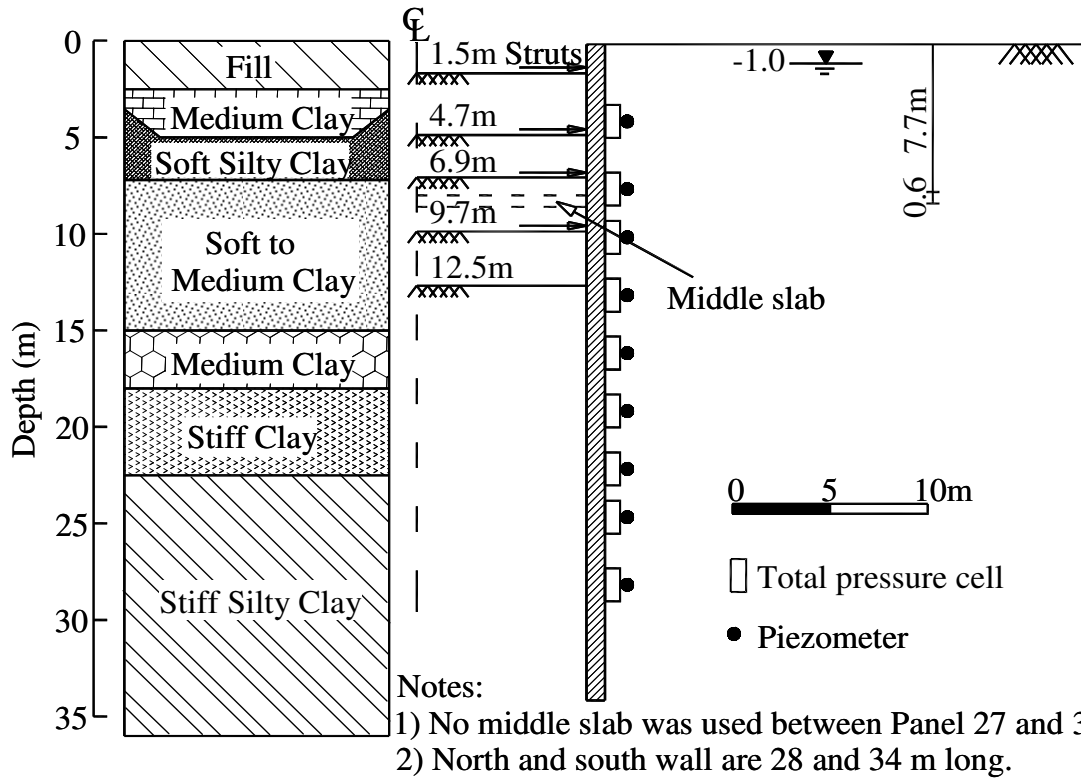 0
5
10
15
20
25
30
35
Depth (m)
Fill
Medium Clay
Soft Silty Clay
Soft to
Medium Clay
Medium Clay
Stiff Clay
Stiff Silty Clay
CL
1.5m Struts
4.7m
6.9m
9.7m
12.5m
Middle slab
-1.0
0.6 7.7m
0 5 10m
Total pressure cell
Piezometer
Notes:
1) No middle slab was used between Panel 27 and
2) North and south wall are 28 and 34 m long.